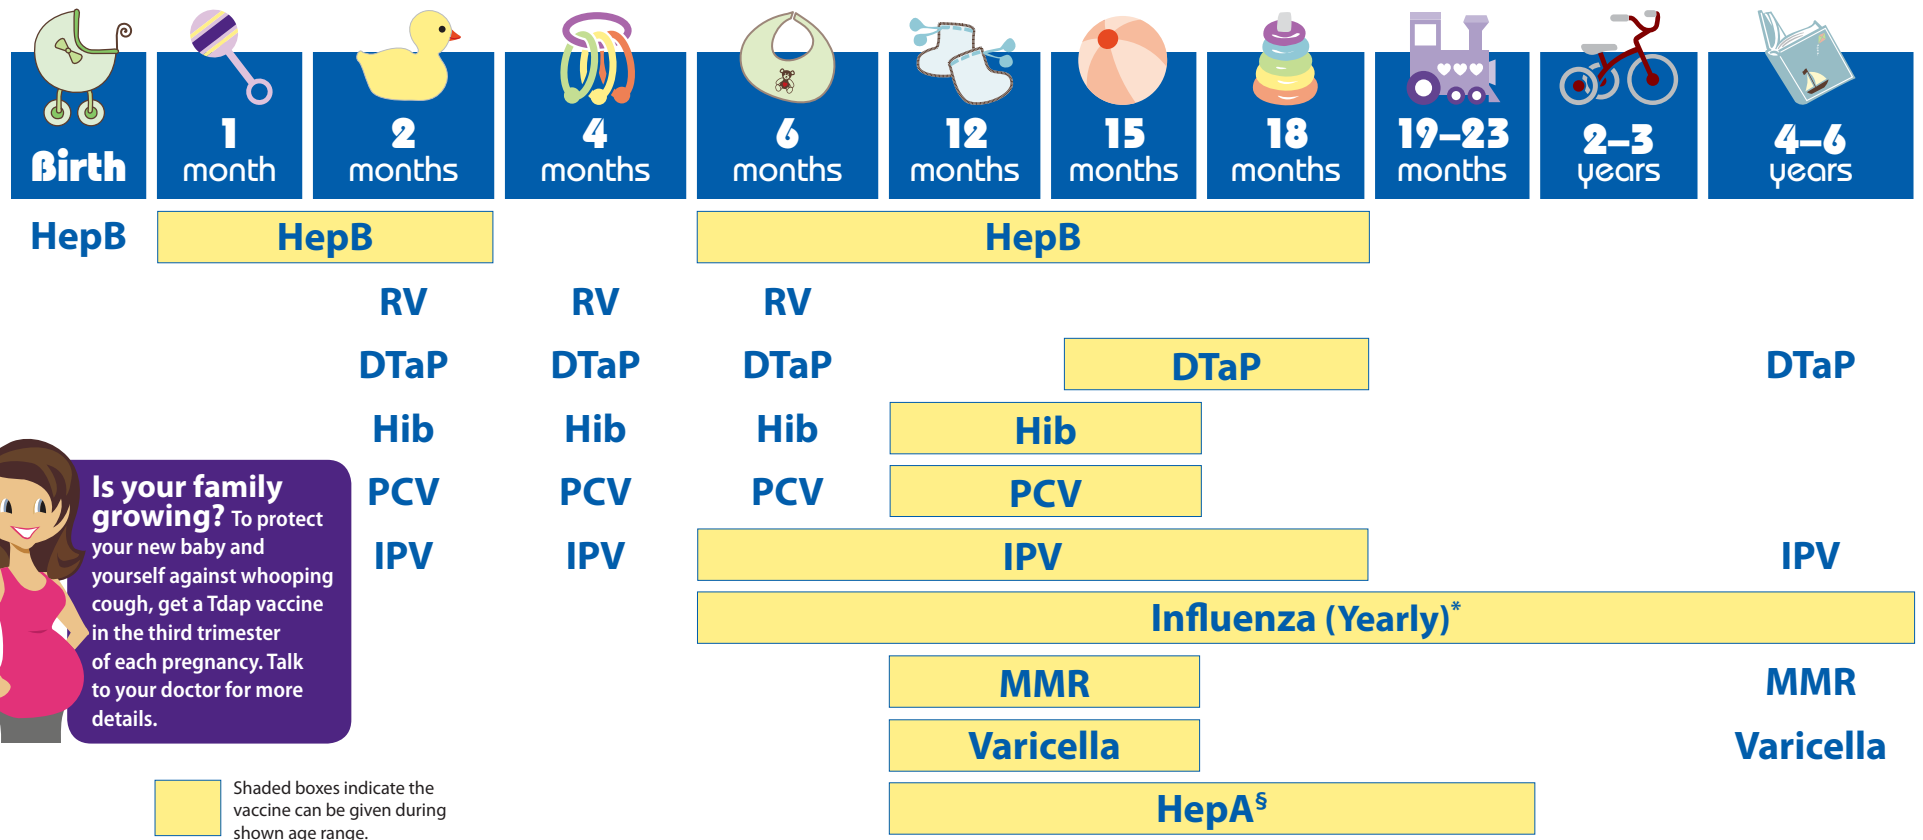 Birth
1
month
2
months
4
months
6
months
12
months
15
months
18
months
19–23
months
2–3
years
4–6
years
HepB HepB HepB
RV RV RV
DTaP DTaP DTaP DTaP DTaP
Hib Hib Hib Hib
PCV PCV PCV PCV
IPV IPV IPV IPV
Influenza (Yearly)*
MMR MMR
Varicella Varicella
HepA§
Is your family
growing? To protect
your new baby and
yourself against whooping
cough, get a Tdap vaccine
in the third trimester
of each pregnancy. Talk
to your doctor for more
details.
Shaded boxes indicate the
vaccine can be given during
shown age range.